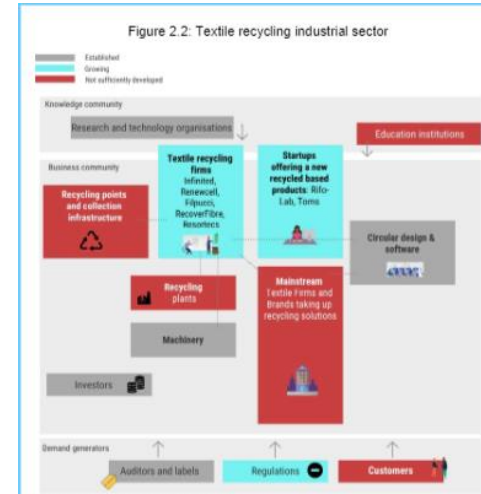 Figure 2.2: Textile recycling industrial sector
Established
Growing
Not sufficiently developed
Knowledge community
Research and technology organisations
Education institutions
Business community
Recycling points
and collection
infrastructure
Textile recycling
firms
Infinited,
Renewcell,
Filpucci,
RecoverFibre,
Resortecs
Startups
offering a new
recycled based
products: Rifo-
Lab, Toms
Circular design &
software
Recycling
plants
Mainstream
Textile Firms and
Brands taking up
recycling solutions
Machinery
Investors
Demand generators
Auditors and labels
Regulations
Customers